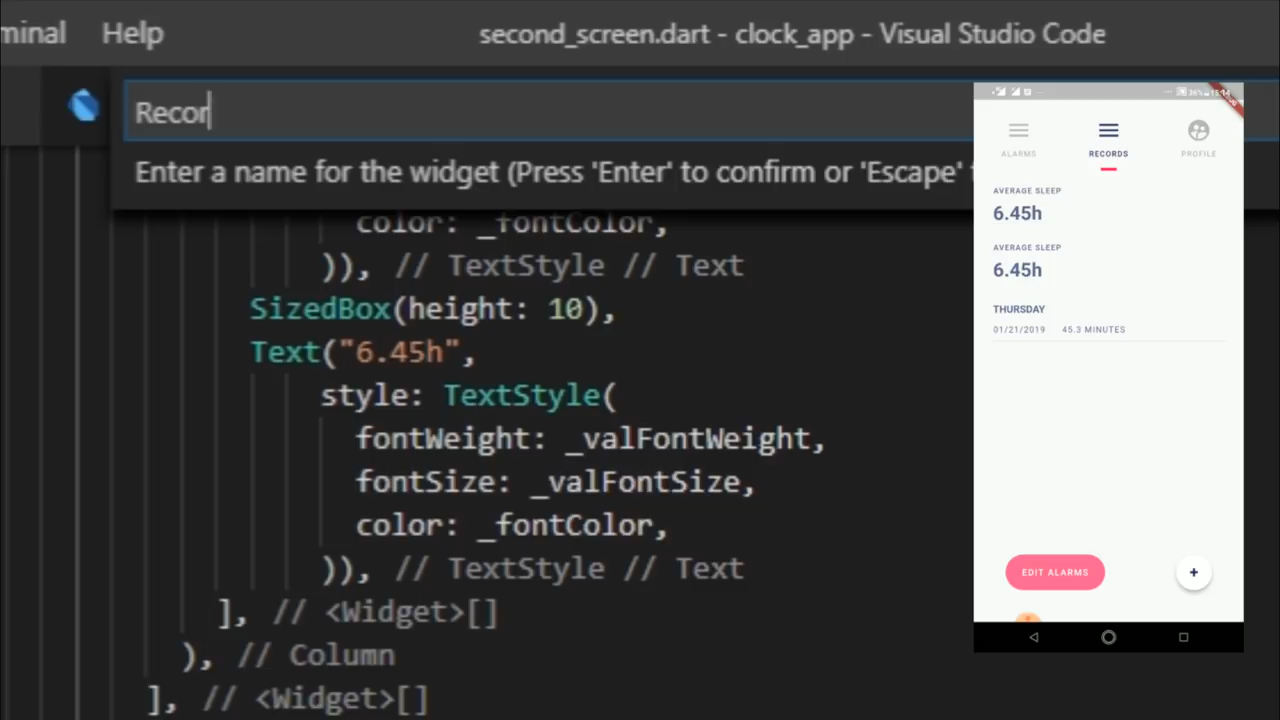 minal Help second_screen.dart - clock_app - Visual Studio Code
Recor
Enter a name for the widget (Press 'Enter' to confirm or 'Escape'
color: _fontColor,
)), // TextStyle // Text
SizedBox(height: 10),
Text("6.45h",
style: TextStyle(
fontWeight: _valFontWeight,
fontSize: _valFontSize,
color: _fontColor,
)), // TextStyle // Text
], // <Widget>[]
), // Column
], // <Widget>[]
36% 15:14
ALARMS RECORDS PROFILE
AVERAGE SLEEP
6.45h
AVERAGE SLEEP
6.45h
THURSDAY
01/21/2019 45.3 MINUTES
EDIT ALARMS +